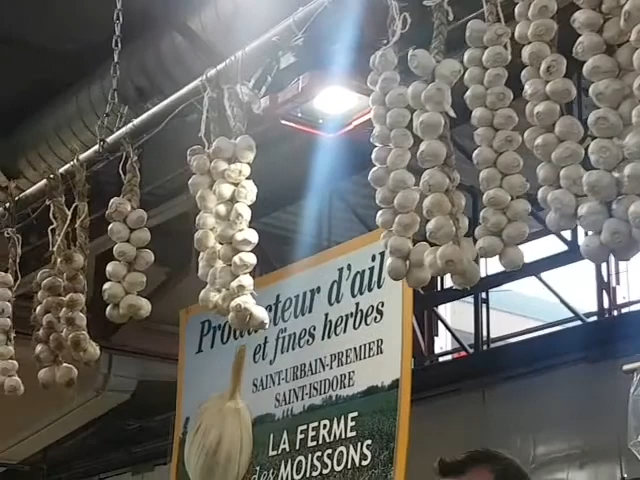 Producteur d'ail
et fines herbes
SAINT-URBAIN-PREMIER
SAINT-ISIDORE
LA FERME
des MOISSONS